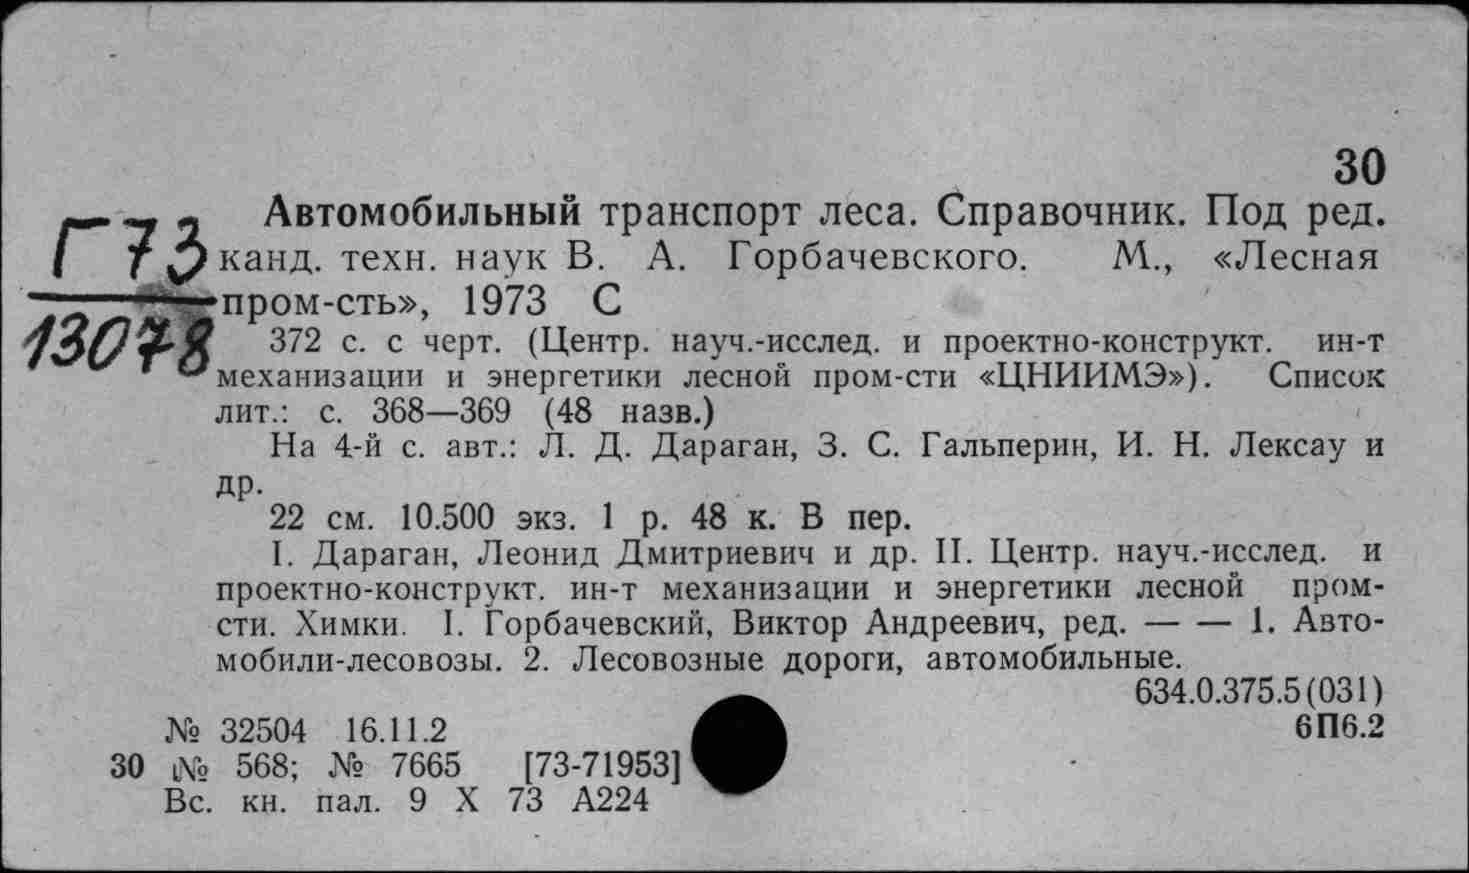 30
Автомобильный транспорт леса. Справочник. Под ред.
Г73 канд. техн. наук В. А. Горбачевского. М., «Лесная
пром-сть», 1973 С
13078 372 с. с черт. (Центр. науч.-исслед. и проектно-конструкт. ин-т
механизации и энергетики лесной пром-сти «ЦНИИМЭ»). Список
лит.: с. 368—369 (48 назв.)
На 4-й с. авт.: Л. Д. Дараган, З. С. Гальперин, И. Н. Лексау и
др.
22 см. 10.500 экз. 1 р. 48 к. В пер.
I. Дараган, Леонид Дмитриевич и др. II. Центр. науч.-исслед. и
проектно-конструкт. ин-т механизации и энергетики лесной пром-
сти. Химки. I. Горбачевский, Виктор Андреевич, ред. — — 1. Авто-
мобили-лесовозы. 2. Лесовозные дороги, автомобильные.
634.0.375.5(031)
№ 32504 16.11.2 6П6.2
30 № 568; № 7665 [73-71953]
Вс. кн. пал. 9 X 73 А224